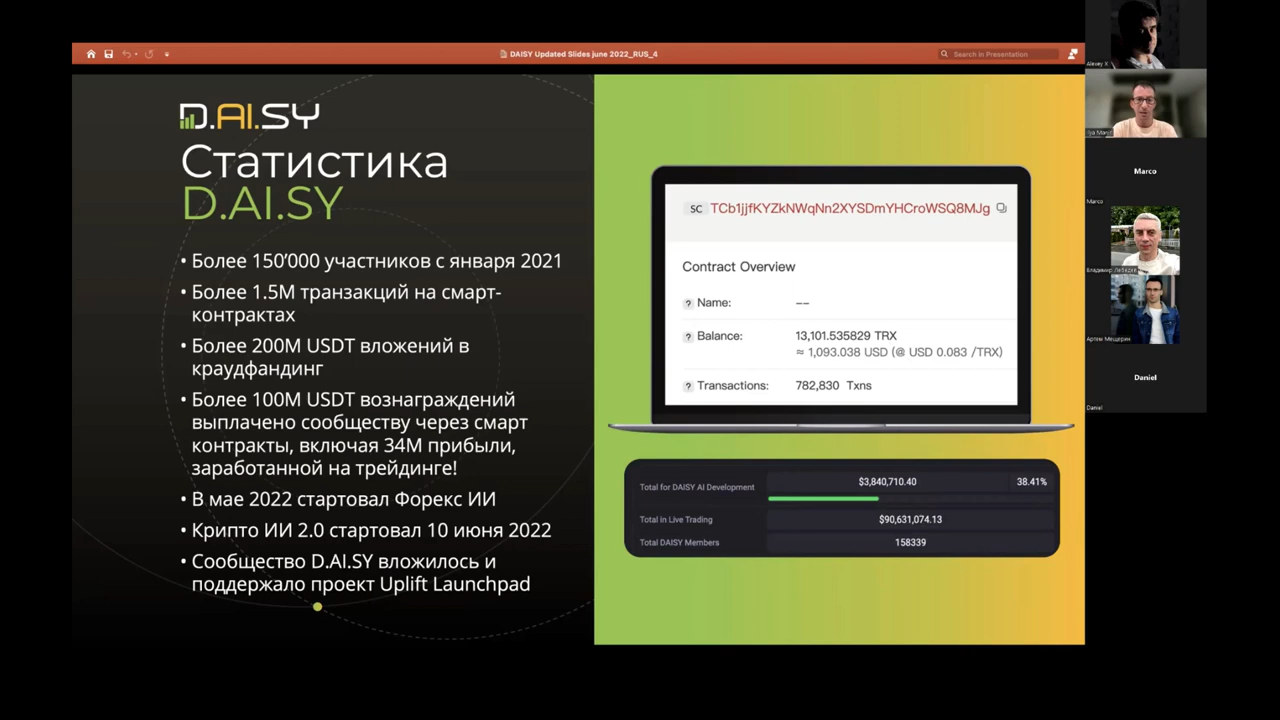 DAISY Updated Slides june 2022_RUS_4
Search in Presentation
D.AI.SY
Статистика
D.AI.SY
• Более 150’000 участников с января 2021
• Более 1.5M транзакций на смарт-
контрактах
• Более 200M USDT вложений в
краудфандинг
• Более 100M USDT вознаграждений
выплачено сообществу через смарт
контракты, включая 34M прибыли,
заработанной на трейдинге!
• В мае 2022 стартовал Форекс ИИ
• Крипто ИИ 2.0 стартовал 10 июня 2022
• Сообщество D.AI.SY вложилось и
поддержало проект Uplift Launchpad
SC TCb1jjfKYZkNWqNn2XYSDmYHCroWSQ8MJg
Contract Overview
? Name: --
? Balance: 13,101.535829 TRX
≈ 1,093.038 USD (@ USD 0.083 /TRX)
? Transactions: 782,830 Txns
Total for DAISY AI Development $3,840,710.40 38.41%
Total in Live Trading $90,631,074.13
Total DAISY Members 158339
Alexey X
Marco
Marco
Владимир Лебедев
Артем Мещерин
Daniel
Daniel